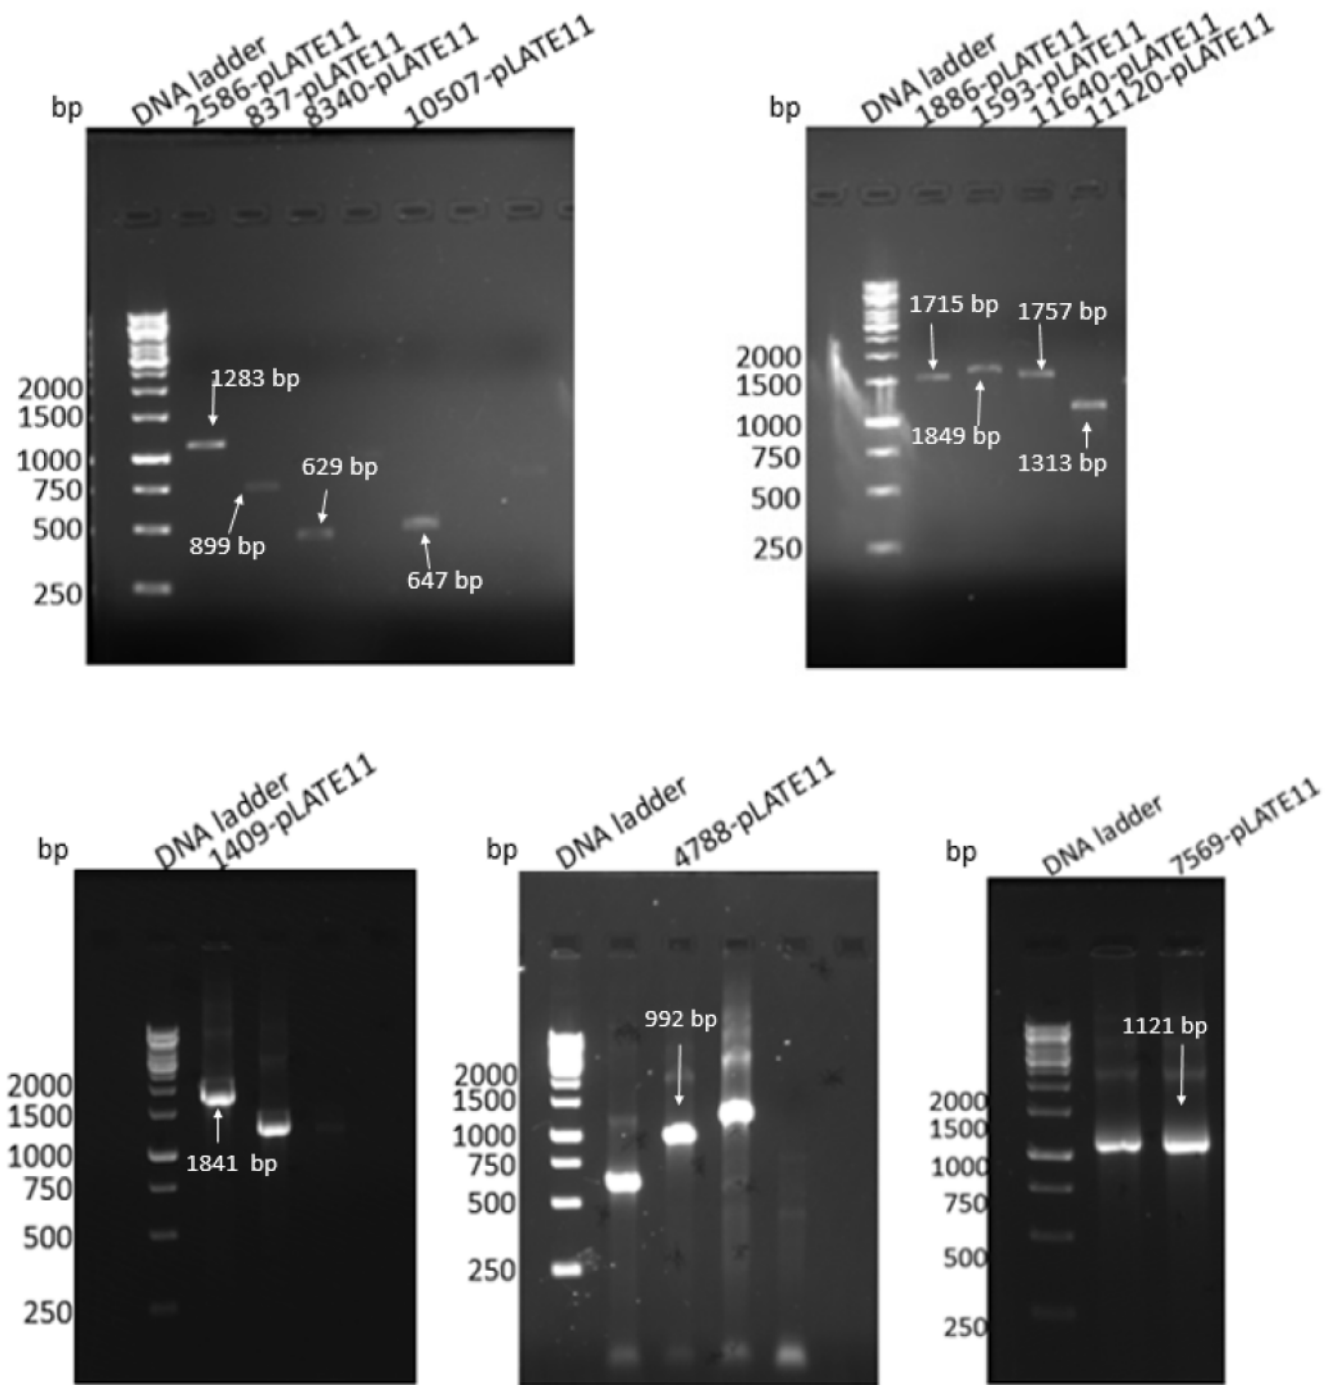 bp
DNA ladder
2586-pLATE11
837-pLATE11
8340-pLATE11
10507-pLATE11
2000
1500
1000
750
500
250
1283 bp
629 bp
899 bp
647 bp
bp
DNA ladder
1886-pLATE11
1593-pLATE11
11640-pLATE11
11120-pLATE11
2000
1500
1000
750
500
250
1715 bp
1757 bp
1849 bp
1313 bp
bp
DNA ladder
1409-pLATE11
2000
1500
1000
750
500
250
1841 bp
bp
DNA ladder
4788-pLATE11
2000
1500
1000
750
500
250
992 bp
bp
DNA ladder
7569-pLATE11
2000
1500
1000
750
500
250
1121 bp